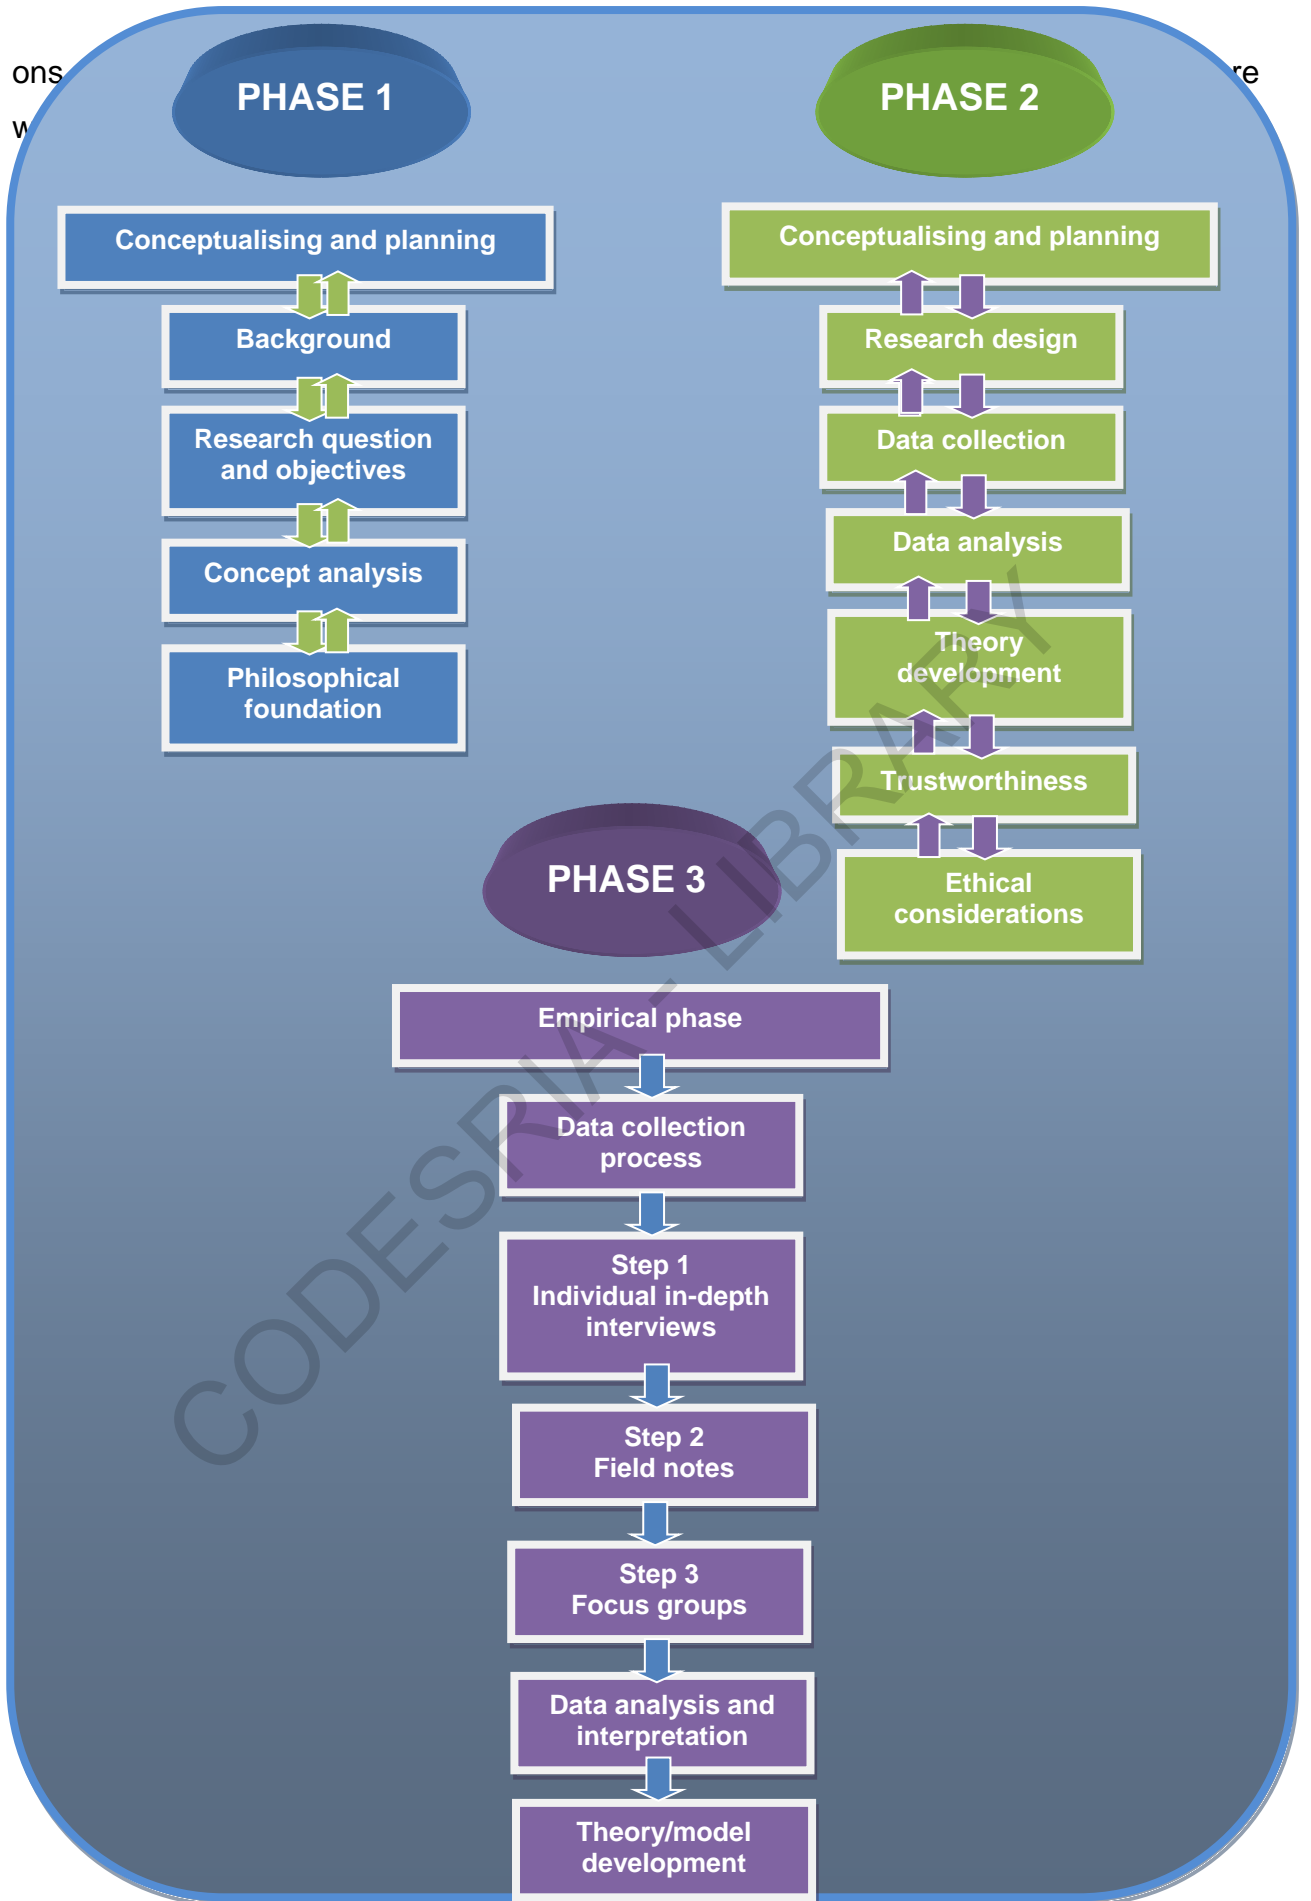 ons
re
PHASE 1
Conceptualising and planning
Background
Research question
and objectives
Concept analysis
Philosophical
foundation
PHASE 2
Conceptualising and planning
Research design
Data collection
Data analysis
Theory
development
Trustworthiness
Ethical
considerations
PHASE 3
Empirical phase
Data collection
process
Step 1
Individual in-depth
interviews
Step 2
Field notes
Step 3
Focus groups
Data analysis and
interpretation
Theory/model
development
CODESRIA - LIBRARY